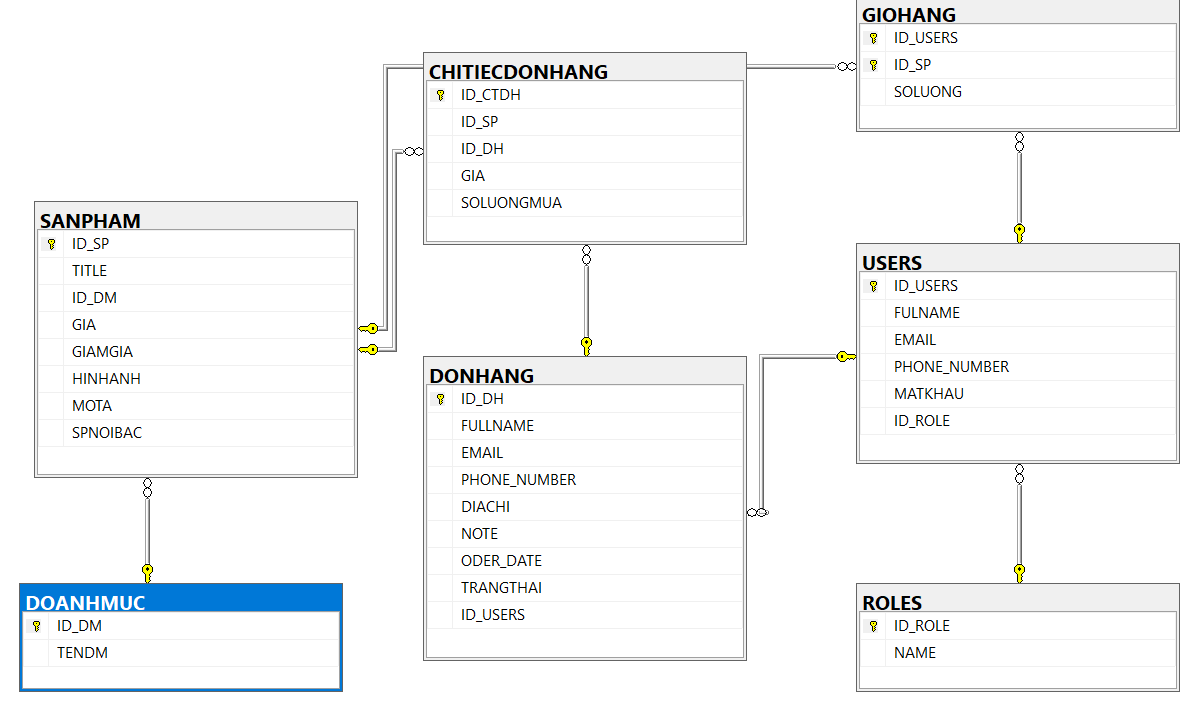 GIOHANG
ID_USERS
ID_SP
SOLUONG
CHITIECDONHANG
ID_CTDH
ID_SP
ID_DH
GIA
SOLUONGMUA
SANPHAM
ID_SP
TITLE
ID_DM
GIA
GIAMGIA
HINHANH
MOTA
SPNOIBAC
USERS
ID_USERS
FULNAME
EMAIL
PHONE_NUMBER
MATKHAU
ID_ROLE
DONHANG
ID_DH
FULLNAME
EMAIL
PHONE_NUMBER
DIACHI
NOTE
ODER_DATE
TRANGTHAI
ID_USERS
DOANHMUC
ID_DM
TENDM
ROLES
ID_ROLE
NAME